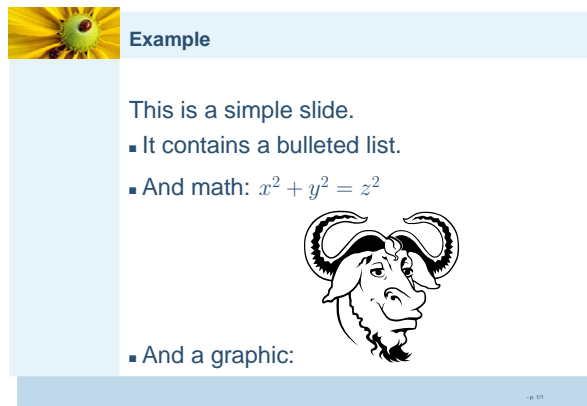 Example
This is a simple slide.
▪ It contains a bulleted list.
▪ And math: x² + y² = z²
▪ And a graphic:
- p. 1/1